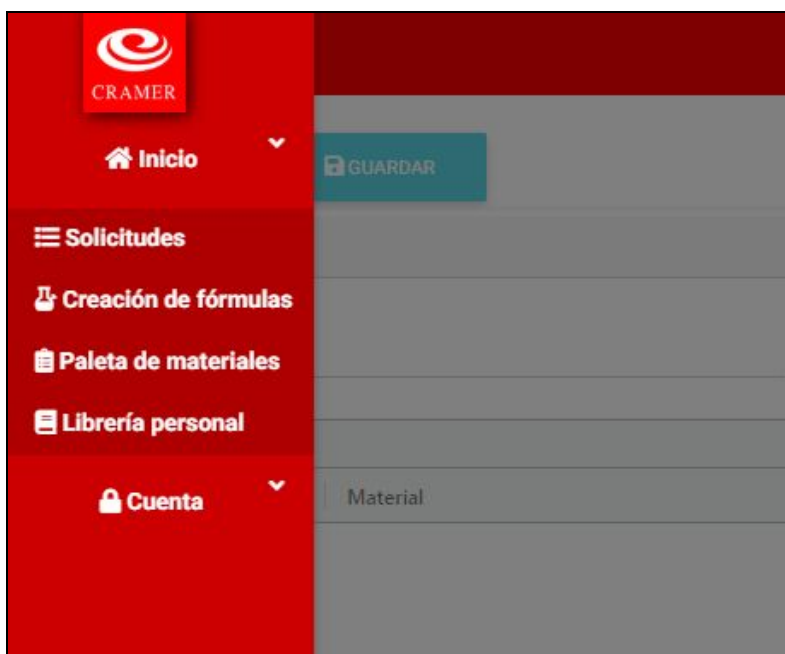 CRAMER
Inicio
GUARDAR
Solicitudes
Creación de fórmulas
Paleta de materiales
Librería personal
Cuenta
Material